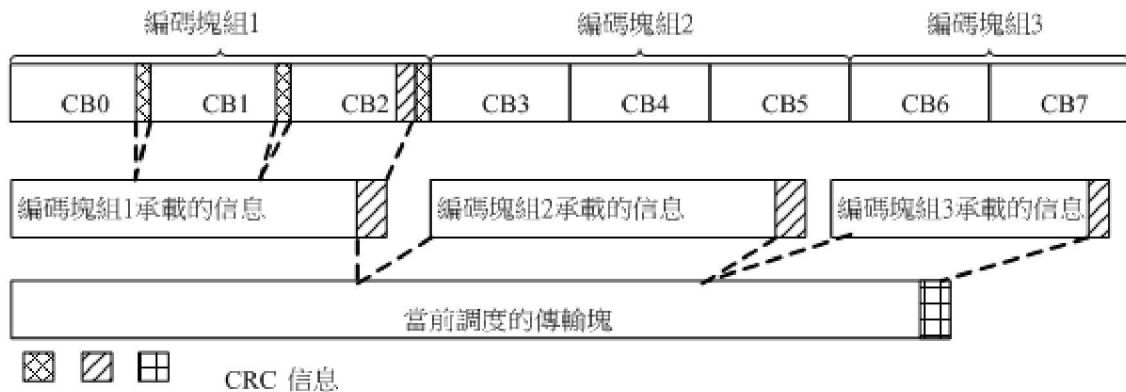 編碼塊組1 編碼塊組2 編碼塊組3
CB0 CB1 CB2 CB3 CB4 CB5 CB6 CB7
編碼塊組1承載的信息 編碼塊組2承載的信息 編碼塊組3承載的信息
當前調度的傳輸塊
CRC 信息